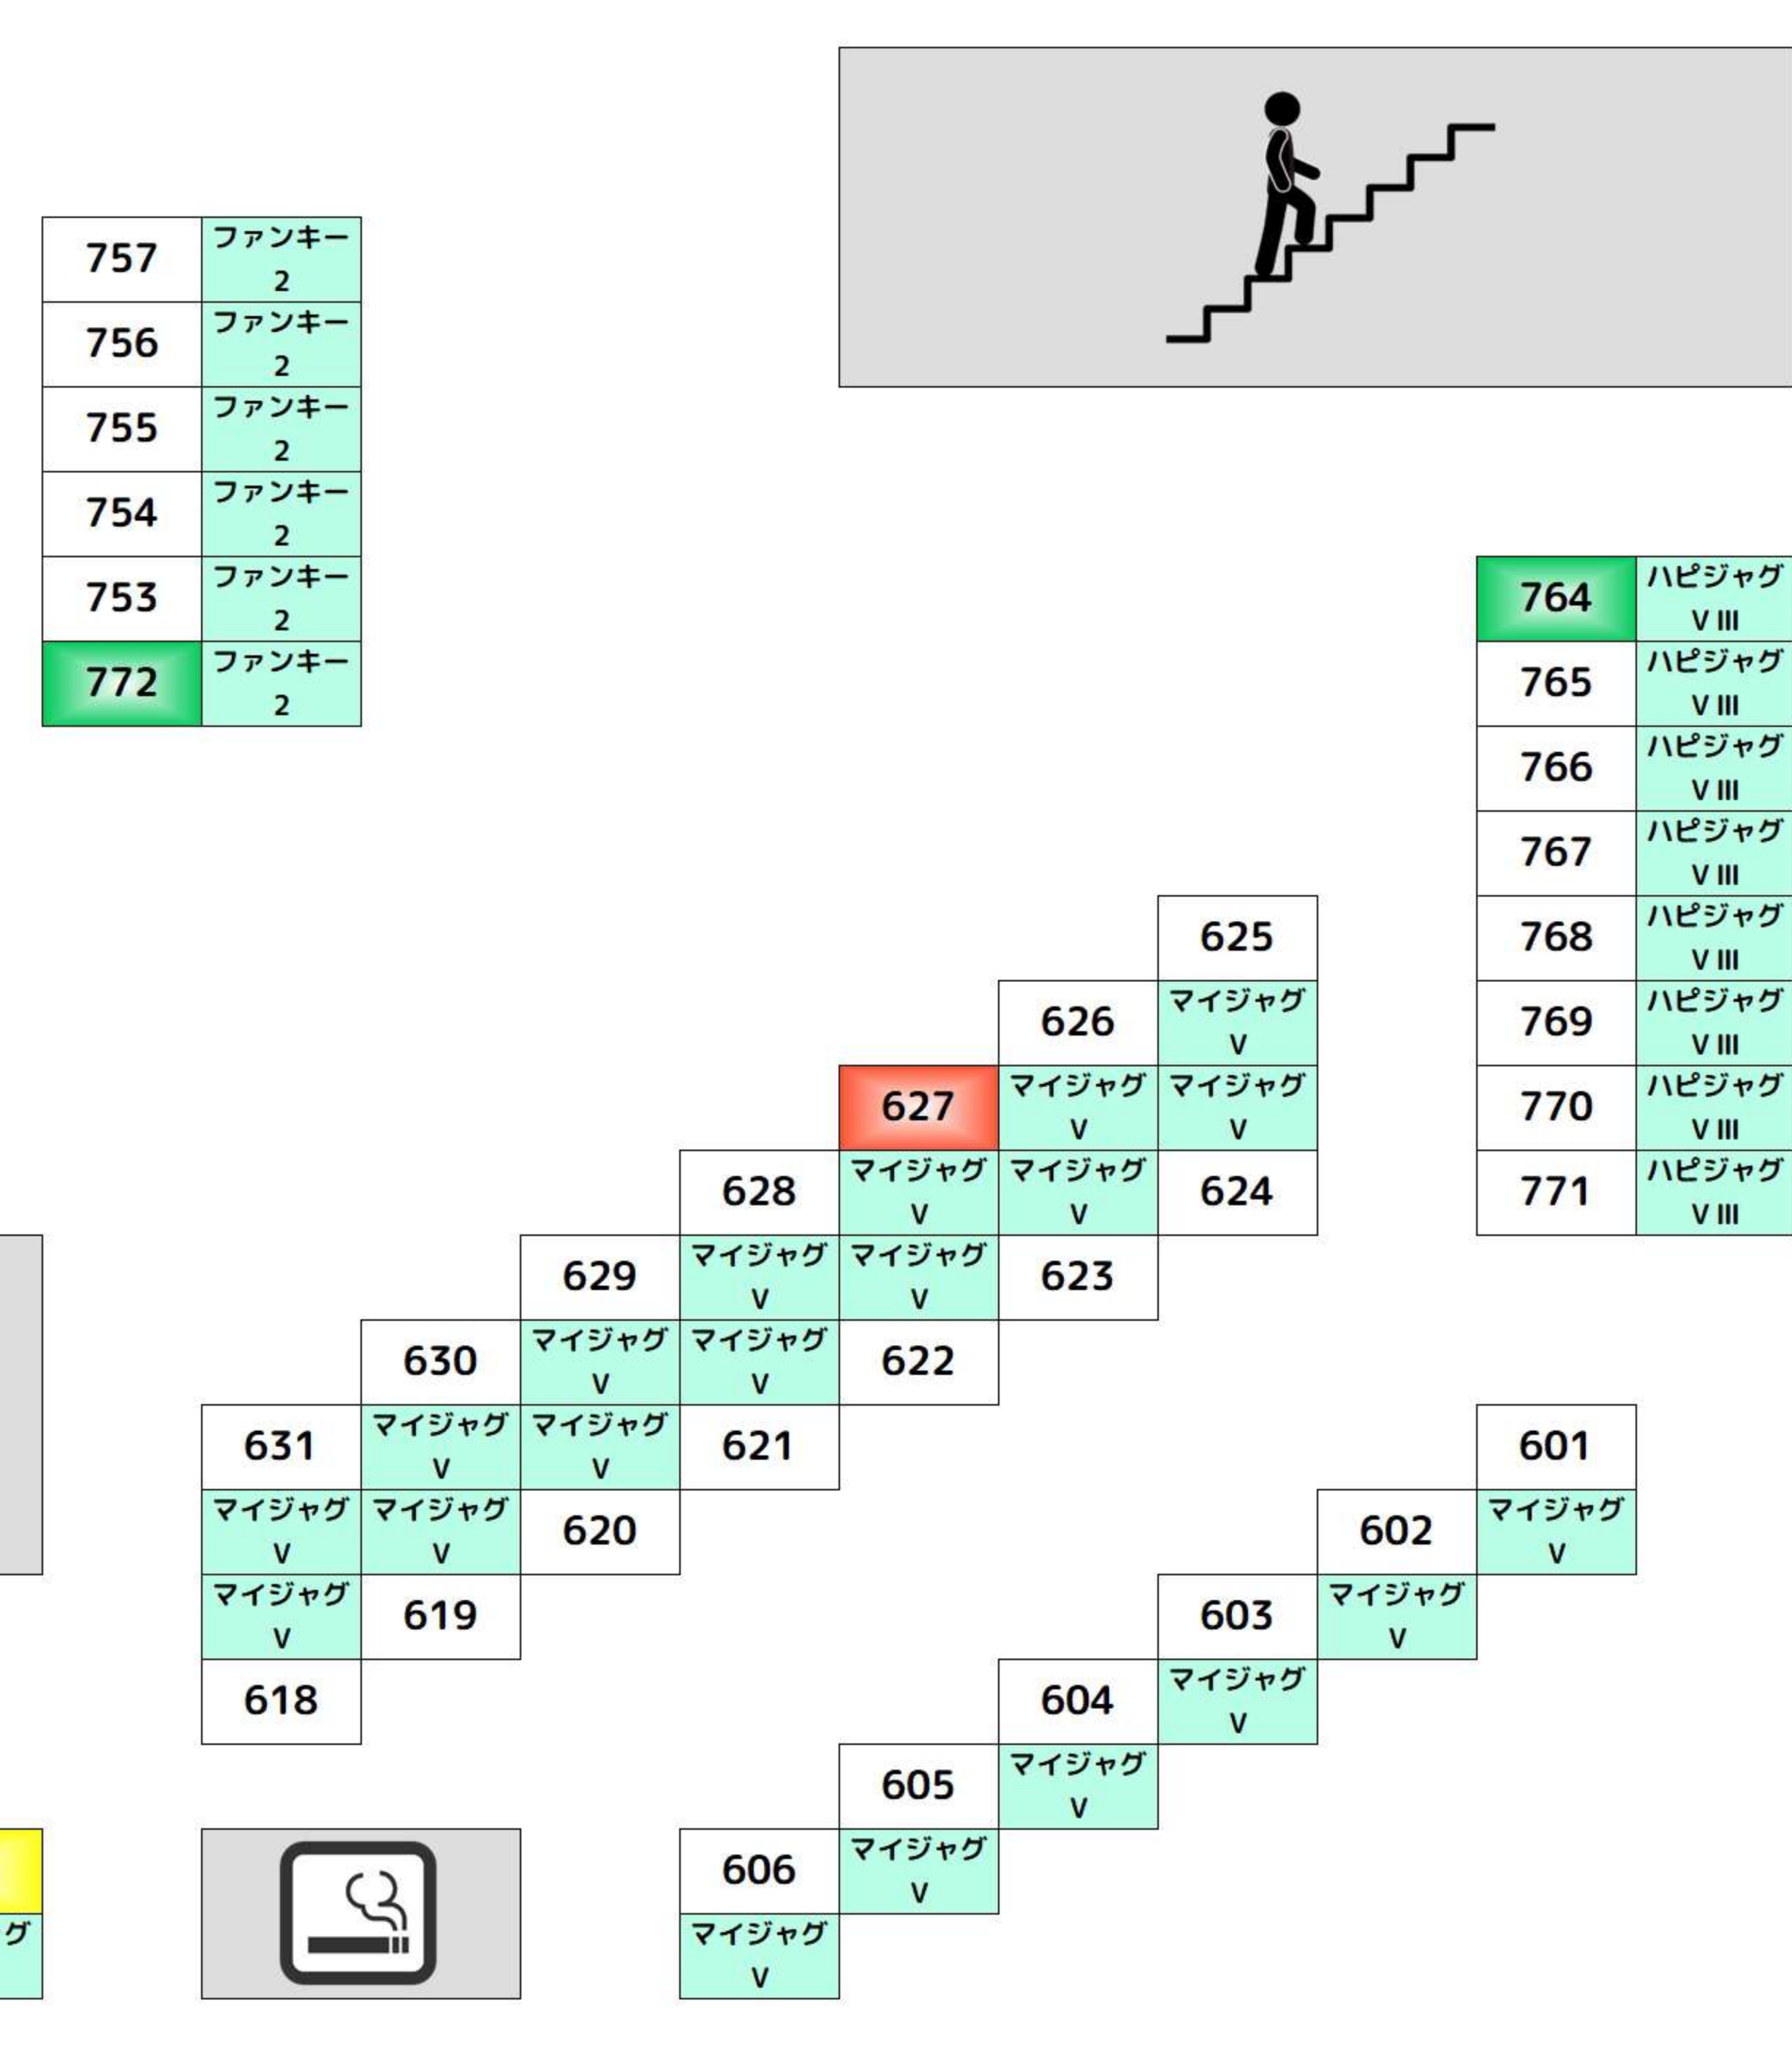 757
ファンキー
2
756
ファンキー
2
755
ファンキー
2
754
ファンキー
2
753
ファンキー
2
772
ファンキー
2
764
ハピジャグ
V III
765
ハピジャグ
V III
766
ハピジャグ
V III
767
ハピジャグ
V III
768
ハピジャグ
V III
769
ハピジャグ
V III
770
ハピジャグ
V III
771
ハピジャグ
V III
625
626
マイジャグ
V
627
マイジャグ
V
マイジャグ
V
628
マイジャグ
V
マイジャグ
V
624
629
マイジャグ
V
マイジャグ
V
623
630
マイジャグ
V
マイジャグ
V
622
631
マイジャグ
V
マイジャグ
V
621
マイジャグ
V
マイジャグ
V
620
マイジャグ
V
619
618
601
602
マイジャグ
V
603
マイジャグ
V
604
マイジャグ
V
605
マイジャグ
V
606
マイジャグ
V
マイジャグ
V
グ